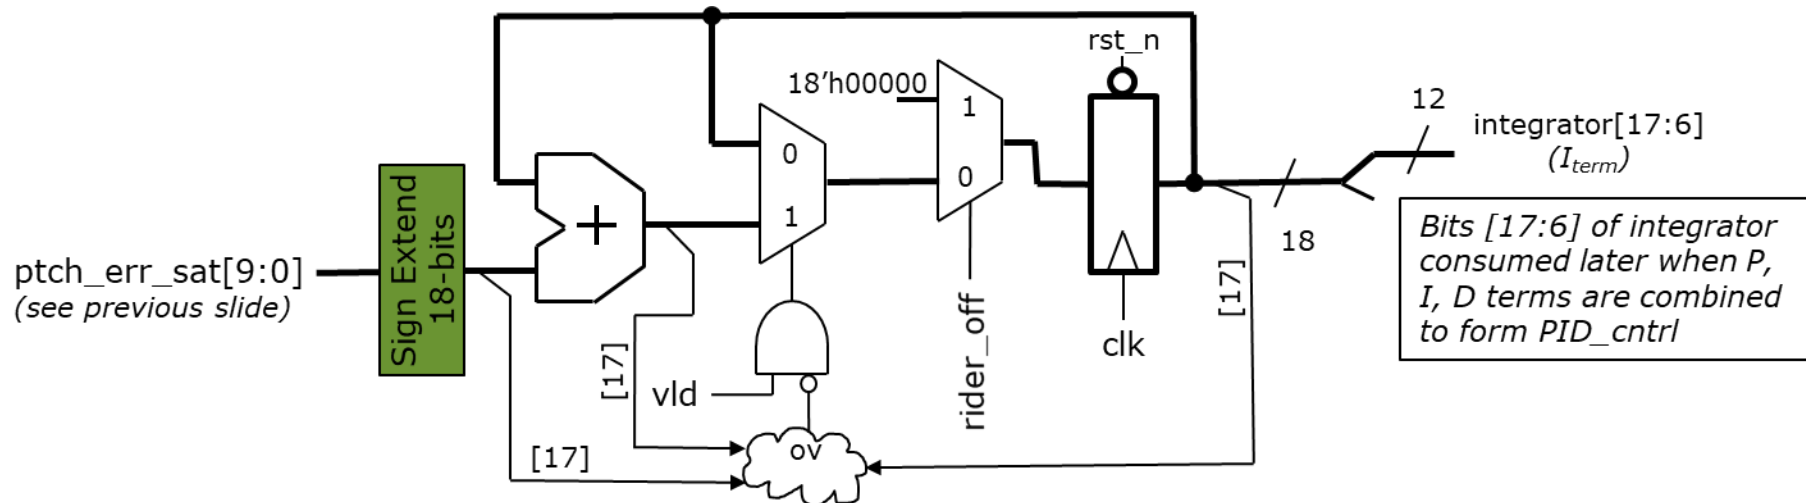 rst_n
18'h00000
1
0
12
integrator[17:6]
(Iterm)
0
1
+
Sign Extend
18-bits
ptch_err_sat[9:0]
(see previous slide)
18
Bits [17:6] of integrator
consumed later when P,
I, D terms are combined
to form PID_cntrl
[17]
[17]
rider_off
clk
vld
ov
[17]